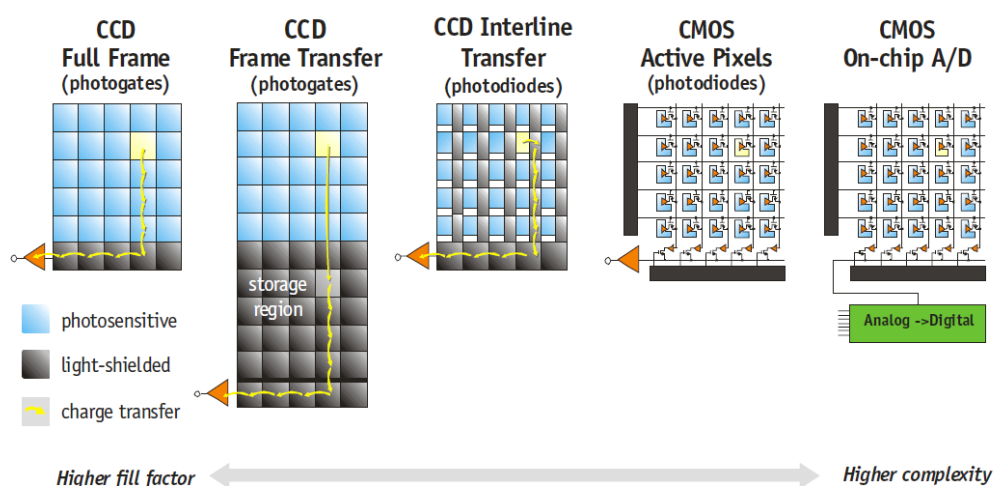 CCD
Full Frame
(photogates)
CCD
Frame Transfer
(photogates)
CCD Interline
Transfer
(photodiodes)
CMOS
Active Pixels
(photodiodes)
CMOS
On-chip A/D
storage
region
photosensitive
light-shielded
charge transfer
Analog ->Digital
Higher fill factor
Higher complexity